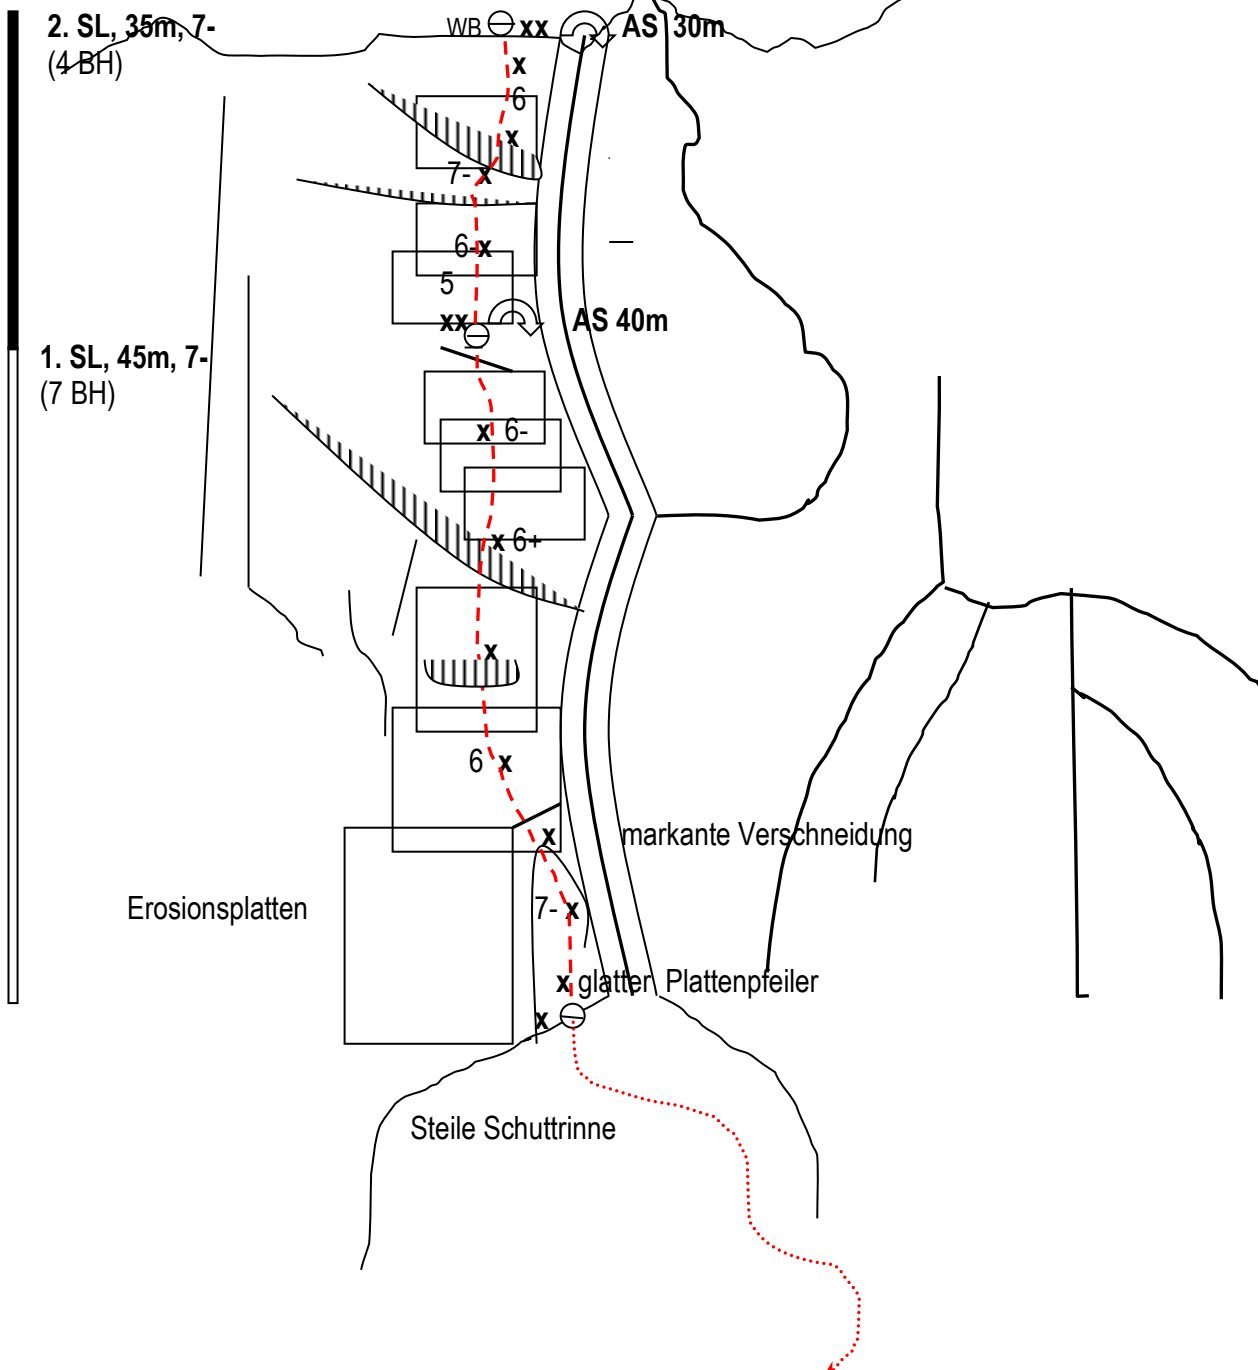 2. SL, 35m, 7-
(4 BH)
WB xx AS 30m
x
6
x
7- x
6- x
5
xx AS 40m
1. SL, 45m, 7-
(7 BH)
x 6-
x 6+
x
6 x
x markante Verschneidung
Erosionsplatten
7- x
x glatter Plattenpfeiler
x
Steile Schuttrinne